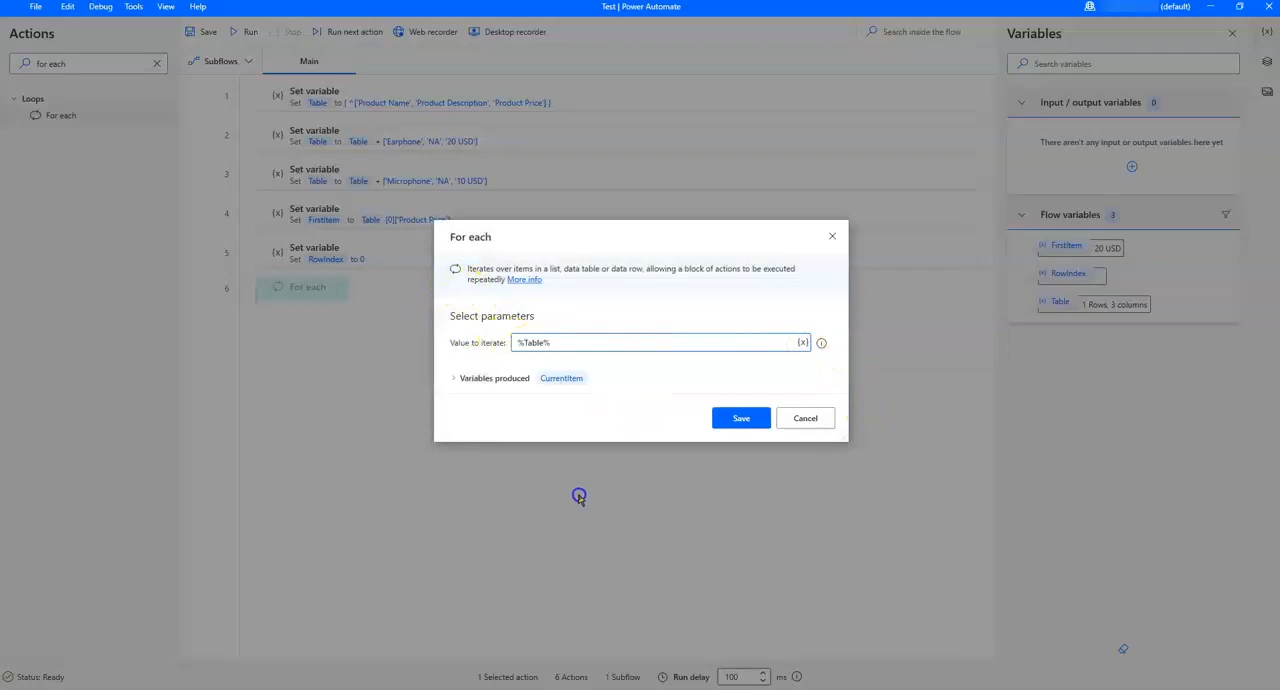 File Edit Debug Tools View Help Test | Power Automate (default)
Actions
for each
Loops
For each
Save Run Stop Run next action Web recorder Desktop recorder Search inside the flow
Subflows Main
1 {x} Set variable
Set Table to { ^['Product Name', 'Product Description', 'Product Price'] }
2 {x} Set variable
Set Table to Table + ['Earphone', 'NA', '20 USD']
3 {x} Set variable
Set Table to Table + ['Microphone', 'NA', '10 USD']
4 {x} Set variable
Set FirstItem to Table [0]['Product
5 {x} Set variable
Set RowIndex to 0
6 For each
For each
Iterates over items in a list, data table or data row, allowing a block of actions to be executed
repeatedly More info
Select parameters
Value to iterate: %Table% {x}
Variables produced CurrentItem
Save Cancel
Variables
{x}
Search variables
Input / output variables 0
There aren't any input or output variables here yet
Flow variables 3
(x) FirstItem 20 USD
(x) RowIndex
(x) Table 1 Rows, 3 columns
Status: Ready 1 Selected action 6 Actions 1 Subflow Run delay 100 ms